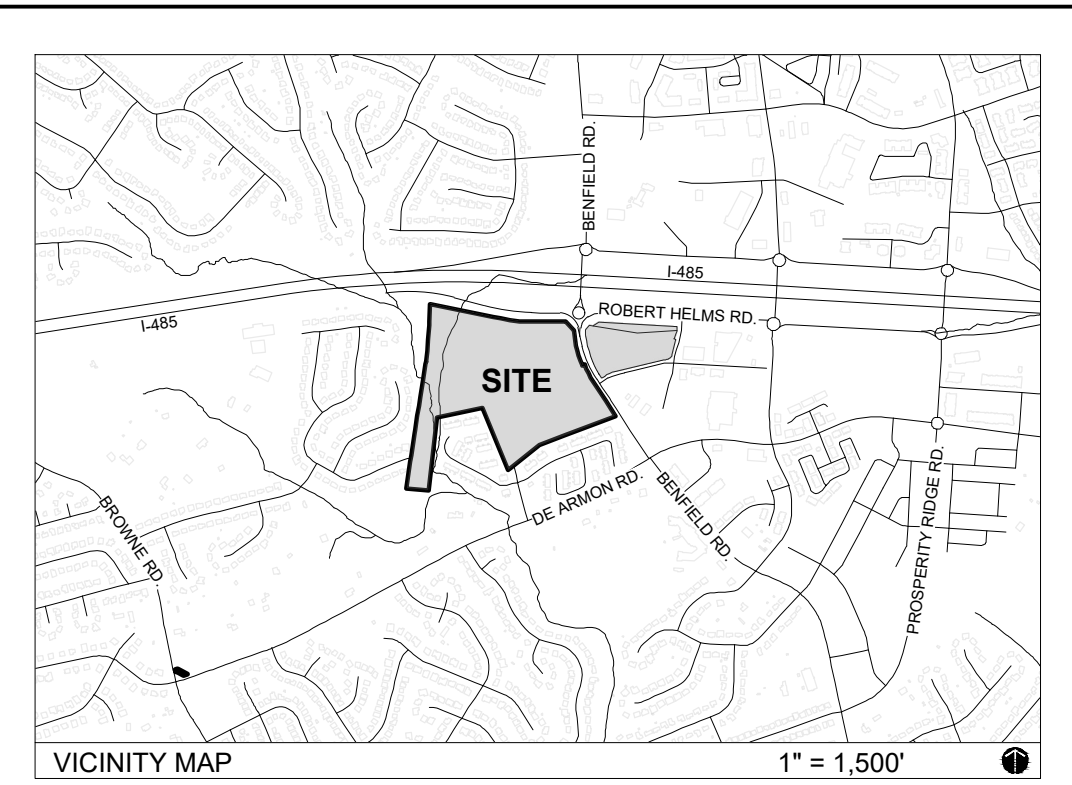 BENFIELD RD.
I-485
I-485
ROBERT HELMS RD.
SITE
DE ARMON RD.
BENFIELD RD.
BROWNE RD.
PROSPERITY RIDGE RD.
VICINITY MAP
1" = 1,500'